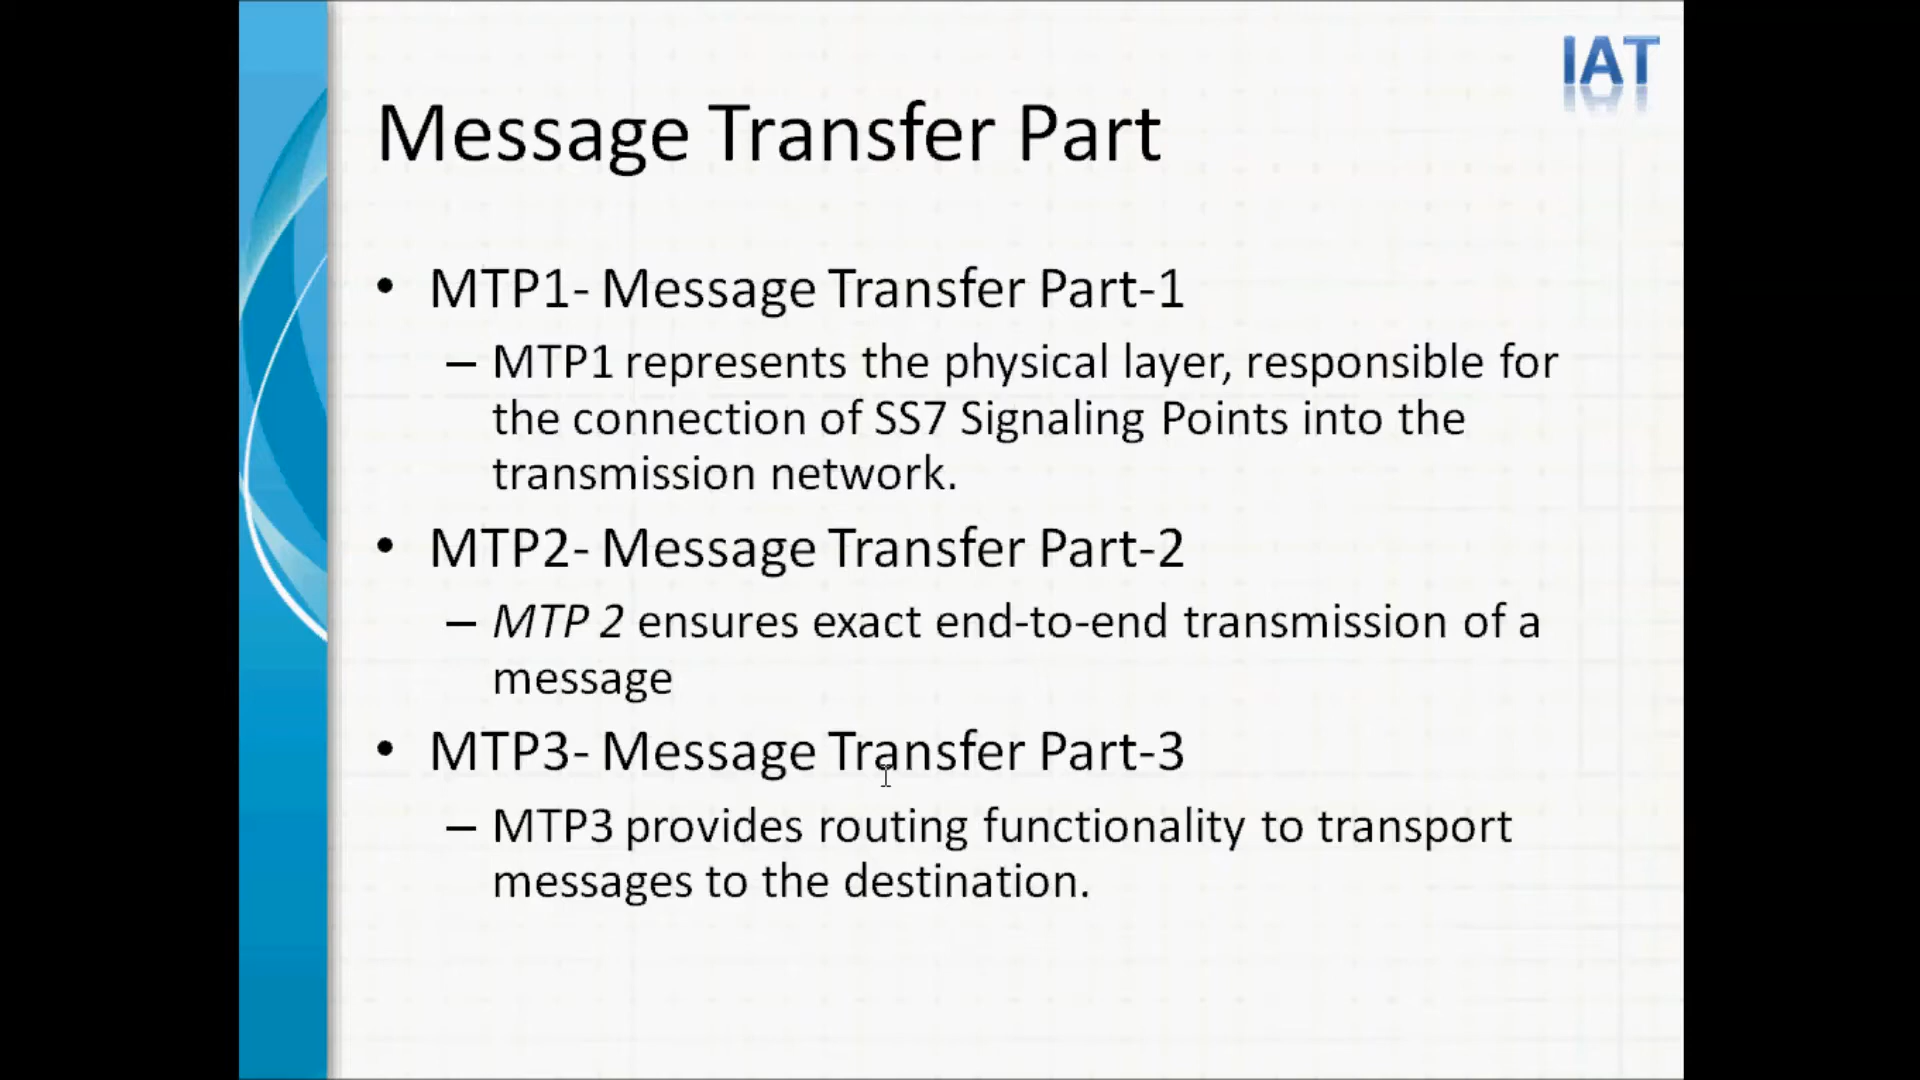 IAT
Message Transfer Part
• MTP1- Message Transfer Part-1
– MTP1 represents the physical layer, responsible for
the connection of SS7 Signaling Points into the
transmission network.
• MTP2- Message Transfer Part-2
– MTP 2 ensures exact end-to-end transmission of a
message
• MTP3- Message Transfer Part-3
– MTP3 provides routing functionality to transport
messages to the destination.